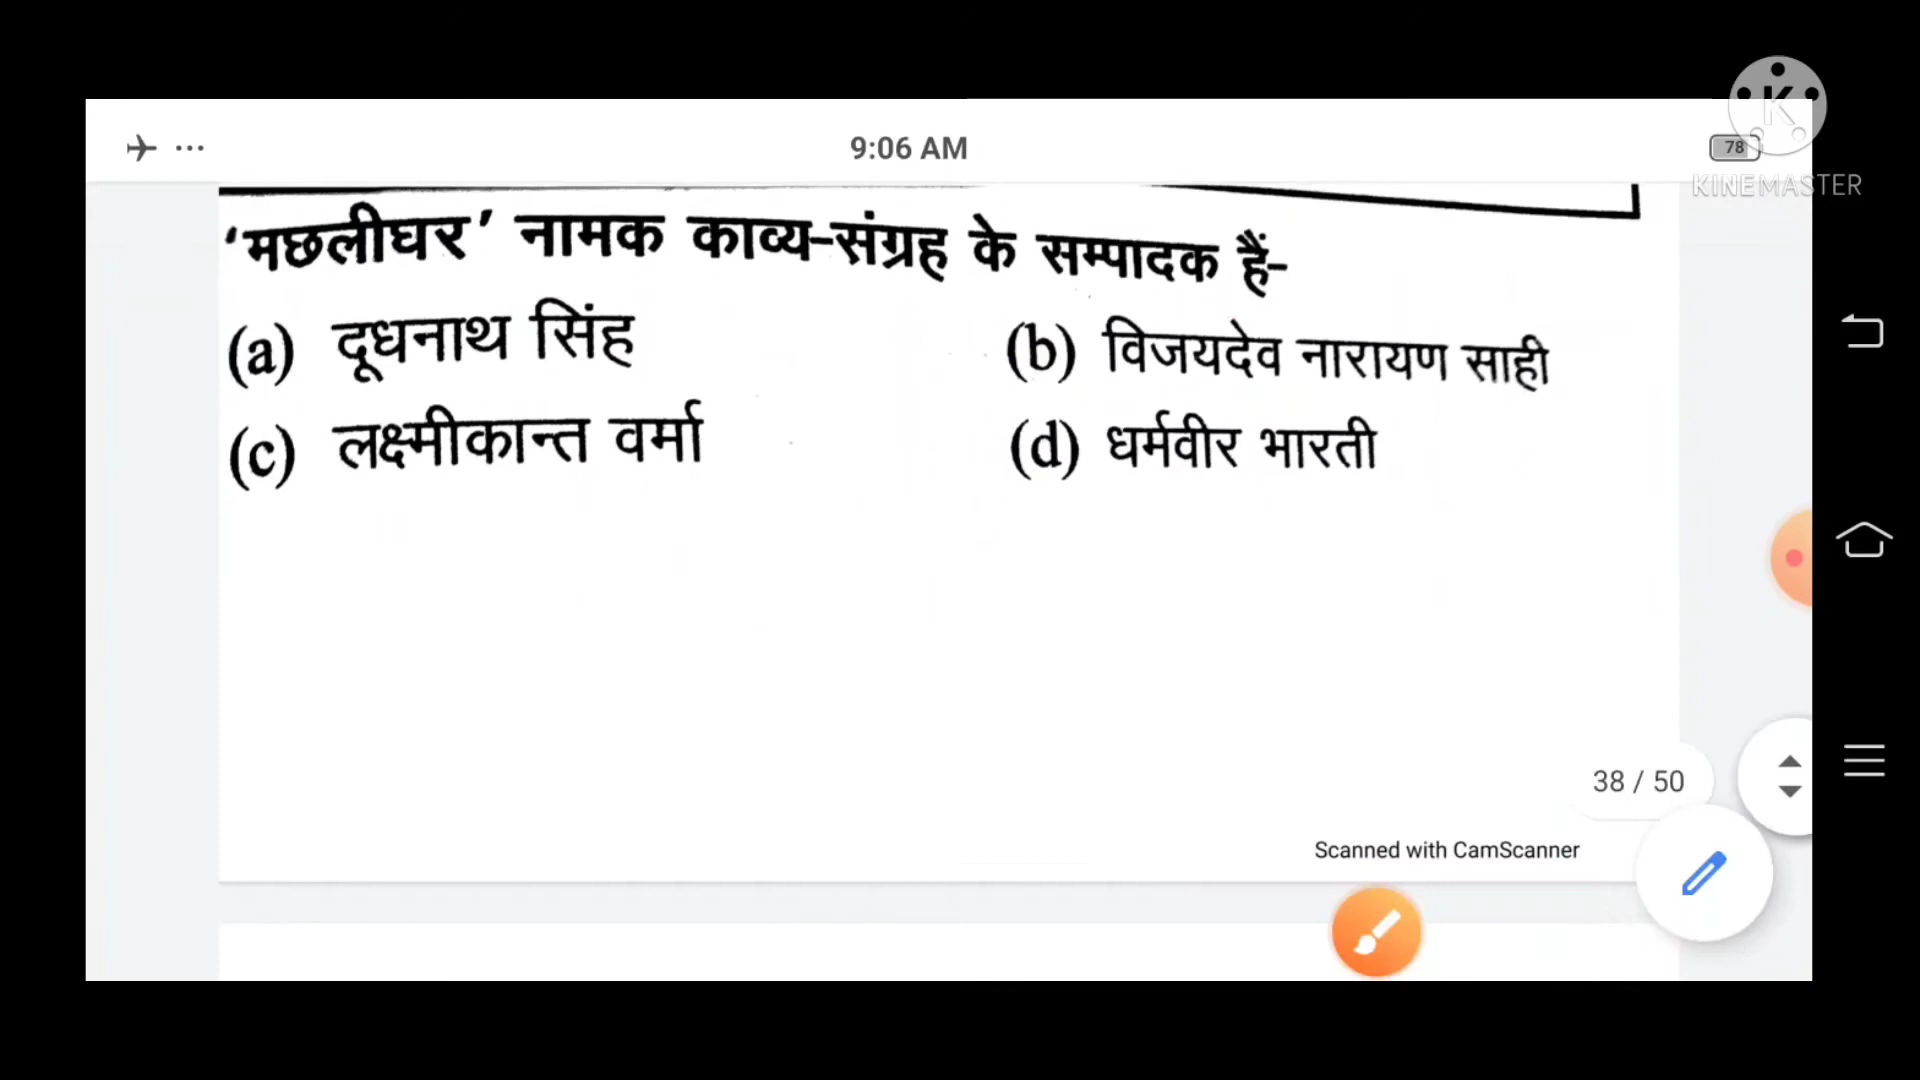 9:06 AM
78
K
KINEMASTER
‘मछलीघर’ नामक काव्य-संग्रह के सम्पादक हैं-
(a) दूधनाथ सिंह (b) विजयदेव नारायण साही
(c) लक्ष्मीकान्त वर्मा (d) धर्मवीर भारती
38 / 50
Scanned with CamScanner